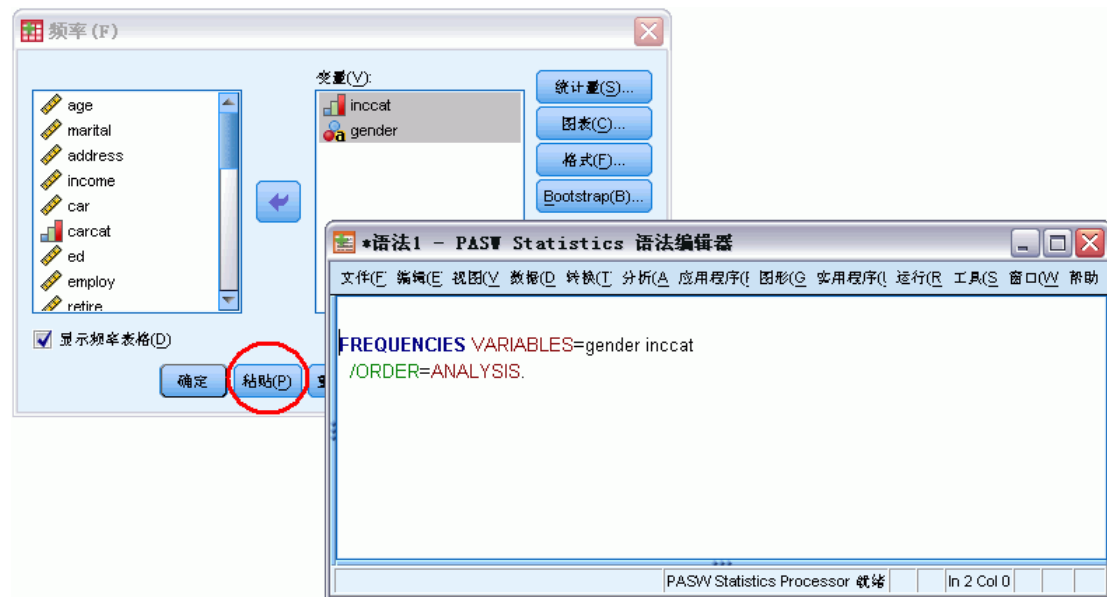 频率(F)
变量(V):
age
marital
address
income
car
carcat
ed
employ
retire
inccat
gender
统计量(S)...
图表(C)...
格式(F)...
Bootstrap(B)...
显示频率表格(D)
确定
粘贴(P)
*语法1 - PASW Statistics 语法编辑器
文件(F 编辑(E 视图(V 数据(D 转换(T 分析(A 应用程序(F 图形(G 实用程序(U 运行(R 工具(S 窗口(W 帮助
FREQUENCIES VARIABLES=gender inccat
/ORDER=ANALYSIS.
PASW Statistics Processor 就绪
In 2 Col 0